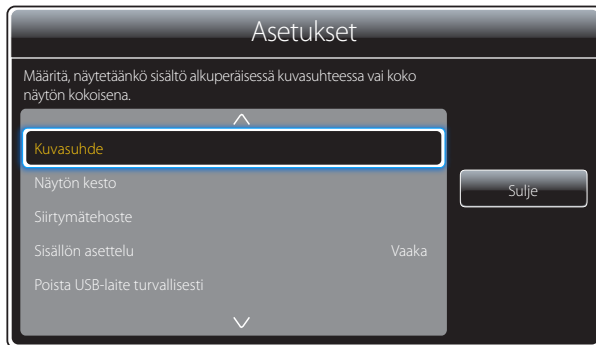 Asetukset
Määritä, näytetäänkö sisältö alkuperäisessä kuvasuhteessa vai koko
näytön kokoisena.
Kuvasuhde
Näytön kesto
Siirtymätehoste
Sisällön asettelu Vaaka
Poista USB-laite turvallisesti
Sulje